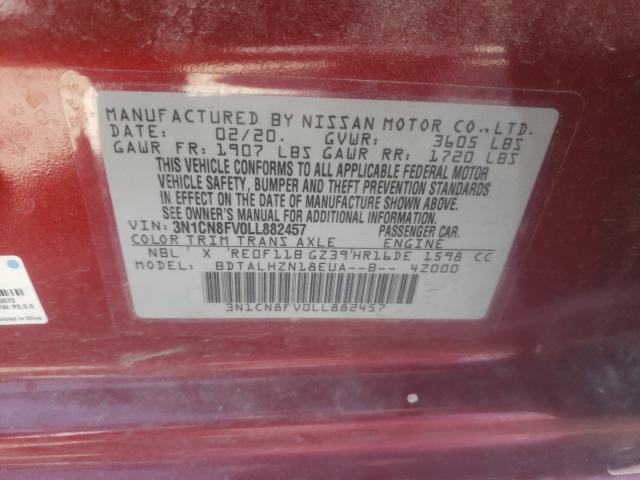 MANUFACTURED BY NISSAN MOTOR CO.,LTD.
DATE: 02/20. GVWR: 3605 LBS
GAWR FR: 1907 LBS GAWR RR: 1720 LBS
THIS VEHICLE CONFORMS TO ALL APPLICABLE FEDERAL MOTOR
VEHICLE SAFETY, BUMPER AND THEFT PREVENTION STANDARDS
IN EFFECT ON THE DATE OF MANUFACTURE SHOWN ABOVE.
SEE OWNER'S MANUAL FOR ADDITIONAL INFORMATION
VIN: 3N1CN8FV0LL882457 PASSENGER CAR.
COLOR TRIM TRANS AXLE ENGINE
NBL X RE0F11B GZ39 HR16DE 1598 CC
MODEL: BDTALHZN18EUA--B-- 4Z000
3N1CN8FV0LL882457